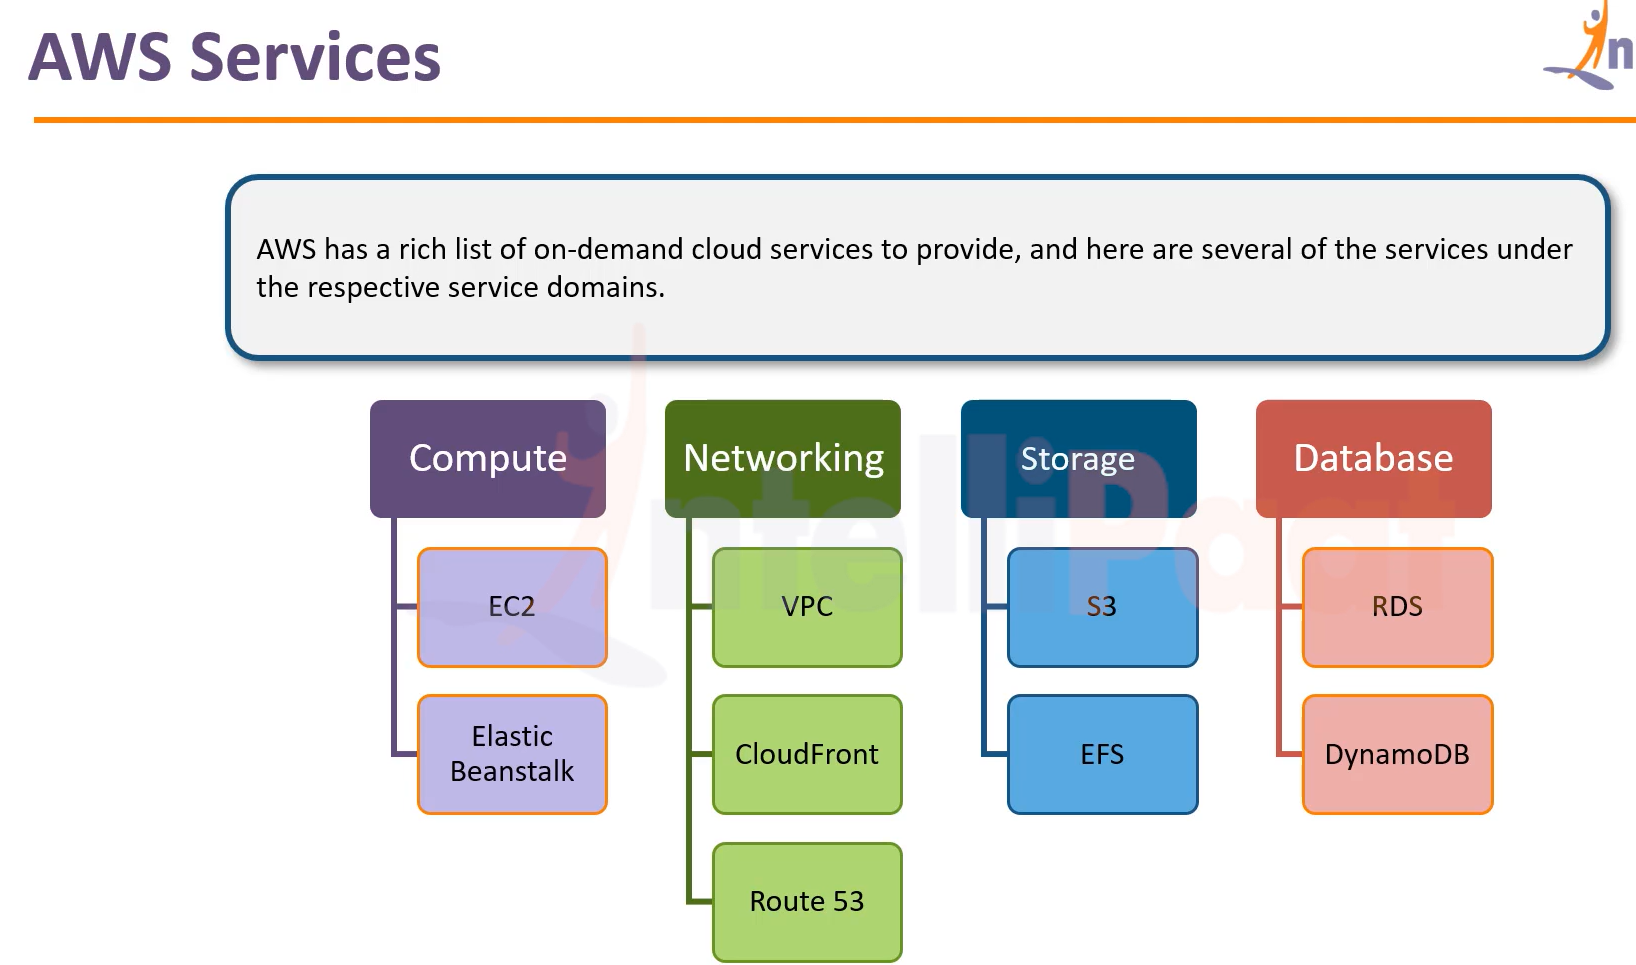 AWS Services
n
AWS has a rich list of on-demand cloud services to provide, and here are several of the services under
the respective service domains.
Compute
Networking
Storage
Database
EC2
VPC
S3
RDS
Elastic
Beanstalk
CloudFront
EFS
DynamoDB
Route 53
IntelliPaat